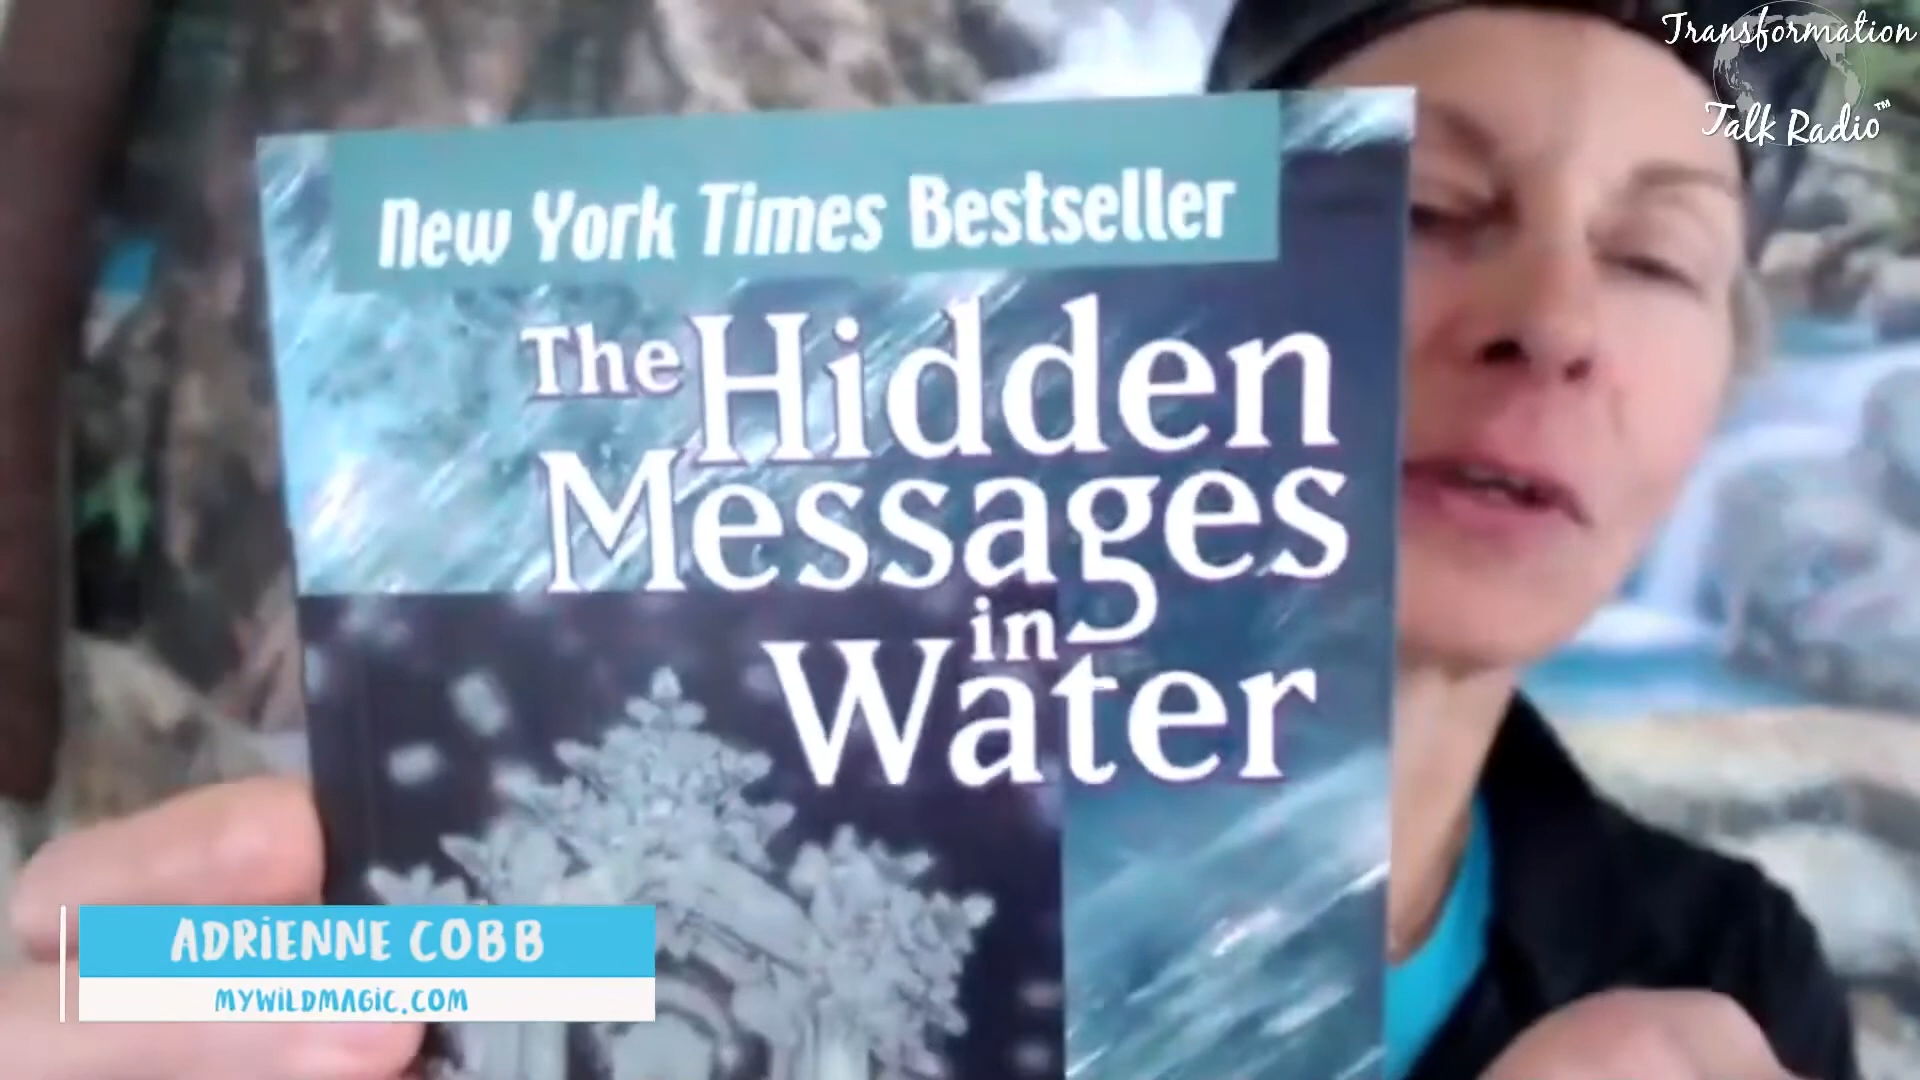 Transformation
Talk Radio™
New York Times Bestseller
The Hidden
Messages
in
Water
ADRIENNE COBB
MYWILDMAGIC.COM